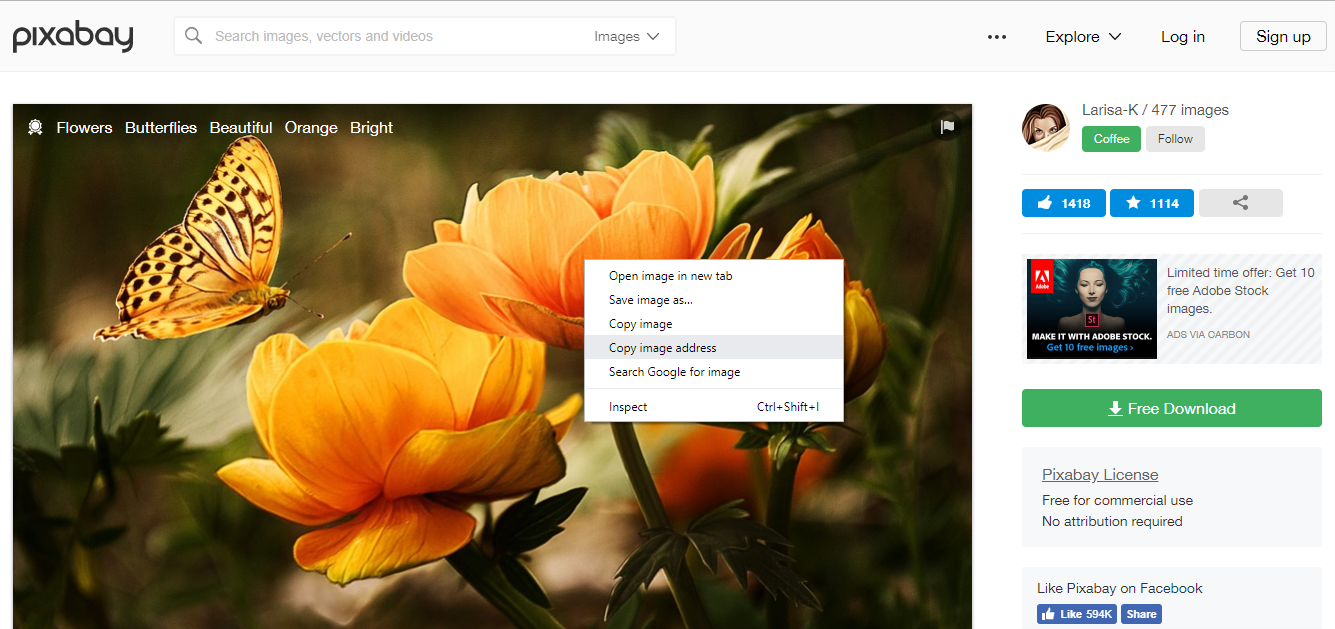 pixabay
Search images, vectors and videos
Images
Explore
Log in
Sign up
Flowers Butterflies Beautiful Orange Bright
Open image in new tab
Save image as...
Copy image
Copy image address
Search Google for image
Inspect Ctrl+Shift+I
Larisa-K / 477 images
Coffee Follow
1418 1114
Adobe
St
MAKE IT WITH ADOBE STOCK.
Get 10 free images ›
Limited time offer: Get 10
free Adobe Stock
images.
ADS VIA CARBON
Free Download
Pixabay License
Free for commercial use
No attribution required
Like Pixabay on Facebook
Like 594K Share